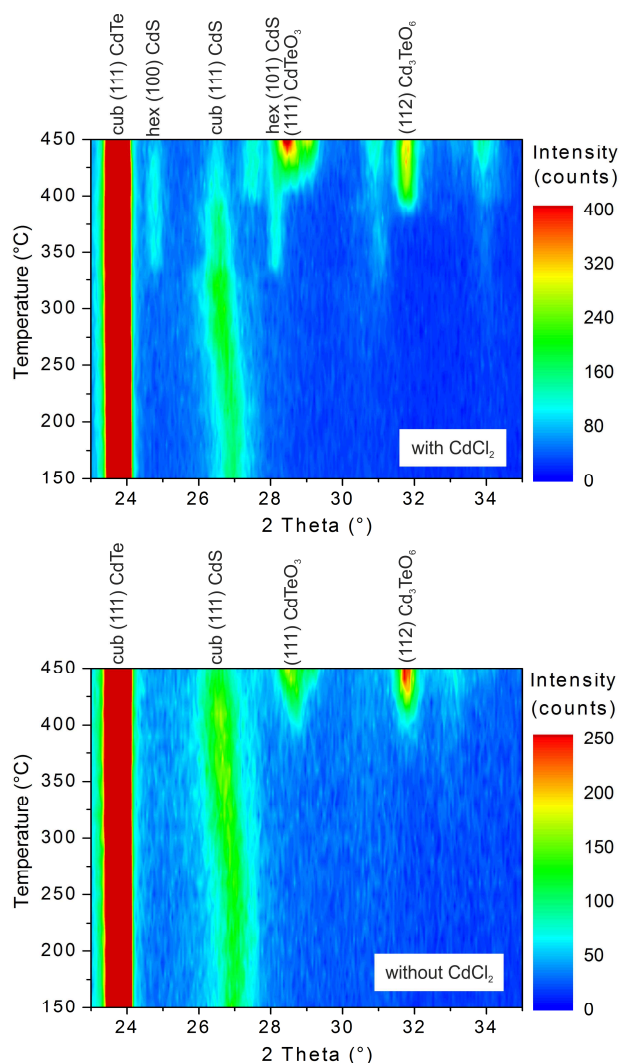 cub (111) CdTe
hex (100) CdS
cub (111) CdS
hex (101) CdS
(111) CdTeO₃
(112) Cd₃TeO₆
450
400
350
300
250
200
150
Temperature (°C)
24
26
28
30
32
34
2 Theta (°)
with CdCl₂
Intensity
(counts)
400
320
240
160
80
0
cub (111) CdTe
cub (111) CdS
(111) CdTeO₃
(112) Cd₃TeO₆
450
400
350
300
250
200
150
Temperature (°C)
24
26
28
30
32
34
2 Theta (°)
without CdCl₂
Intensity
(counts)
250
200
150
100
50
0